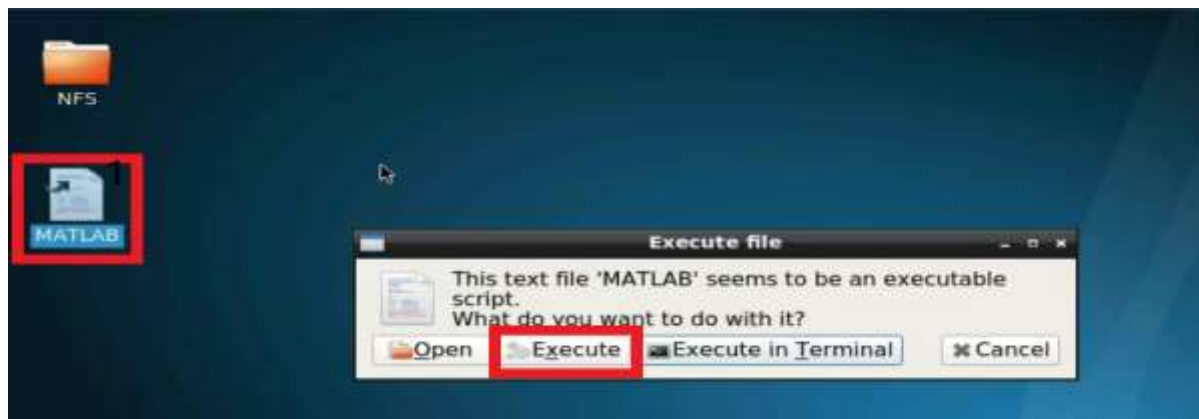 NFS
1
MATLAB
Execute file
This text file 'MATLAB' seems to be an executable
script.
What do you want to do with it?
Open Execute Execute in Terminal Cancel